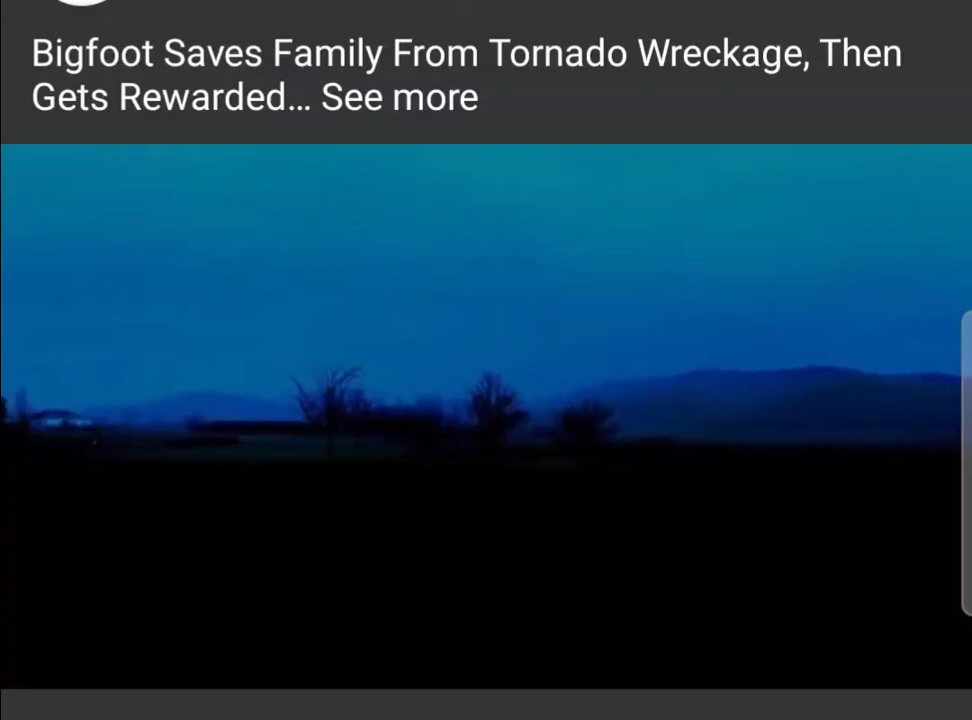 Bigfoot Saves Family From Tornado Wreckage, Then
Gets Rewarded... See more